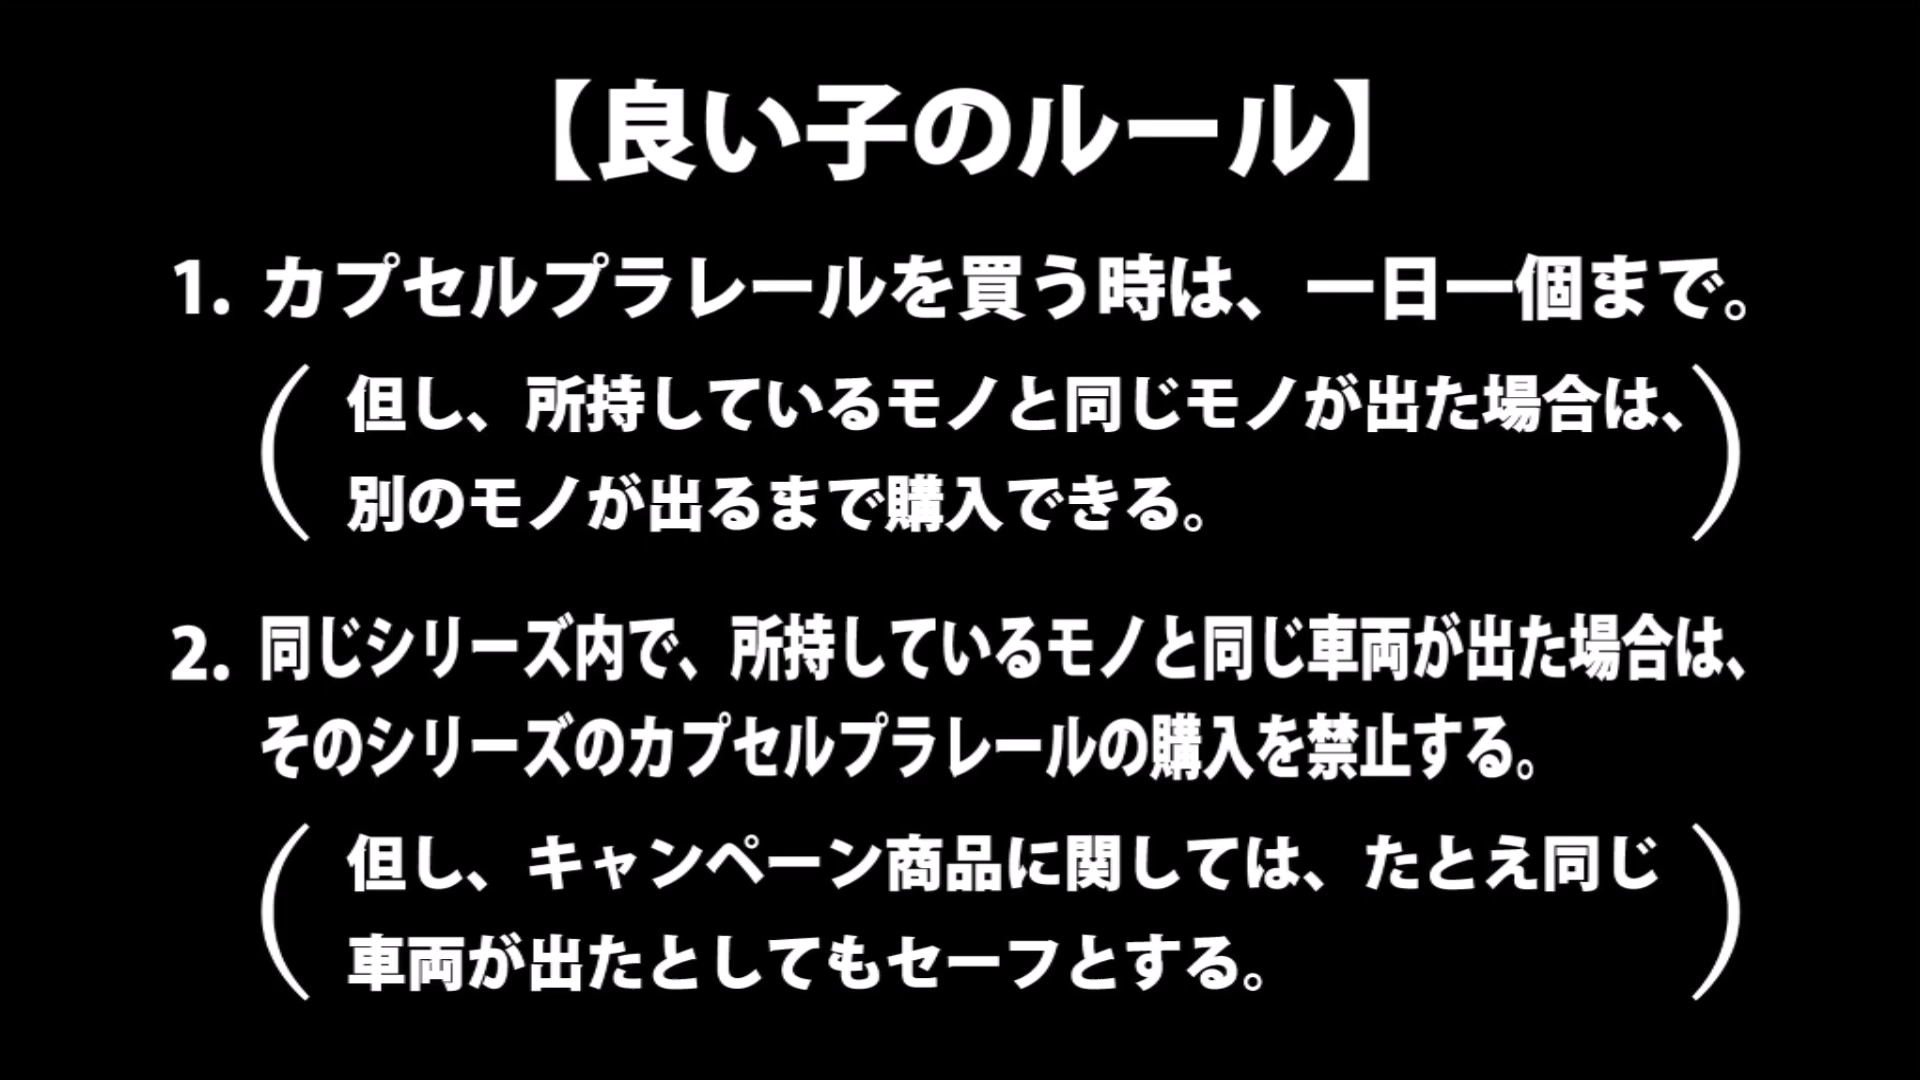 【良い子のルール】
1. カプセルプラレールを買う時は、一日一個まで。
(但し、所持しているモノと同じモノが出た場合は、
別のモノが出るまで購入できる。)
2. 同じシリーズ内で、所持しているモノと同じ車両が出た場合は、
そのシリーズのカプセルプラレールの購入を禁止する。
(但し、キャンペーン商品に関しては、たとえ同じ
車両が出たとしてもセーフとする。)